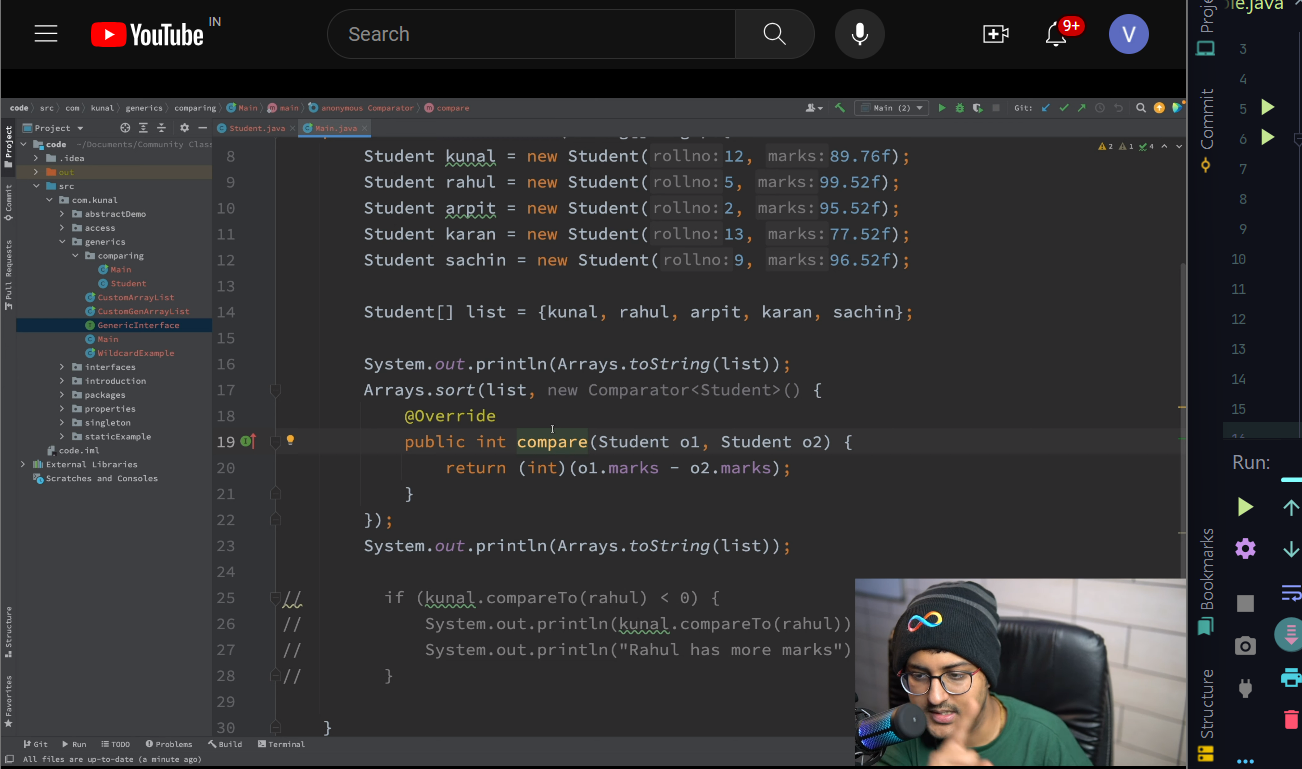 YouTube IN
Search
9+
V
code src com kunal generics comparing Main main anonymous Comparator compare
Main (2)
Git:
Project
Student.java
Main.java
Project
Commit
Pull Requests
Structure
Favorites
code ~/Documents/Community Class
.idea
out
src
com.kunal
abstractDemo
access
generics
comparing
Main
Student
CustomArrayList
CustomGenArrayList
GenericInterface
Main
WildcardExample
interfaces
introduction
packages
properties
singleton
staticExample
code.iml
External Libraries
Scratches and Consoles
2 1 4
8 Student kunal = new Student( rollno: 12, marks: 89.76f);
9 Student rahul = new Student( rollno: 5, marks: 99.52f);
10 Student arpit = new Student( rollno: 2, marks: 95.52f);
11 Student karan = new Student( rollno: 13, marks: 77.52f);
12 Student sachin = new Student( rollno: 9, marks: 96.52f);
13
14 Student[] list = {kunal, rahul, arpit, karan, sachin};
15
16 System.out.println(Arrays.toString(list));
17 Arrays.sort(list, new Comparator<Student>() {
18 @Override
19 public int compare(Student o1, Student o2) {
20 return (int)(o1.marks - o2.marks);
21 }
22 });
23 System.out.println(Arrays.toString(list));
24
25 // if (kunal.compareTo(rahul) < 0) {
26 // System.out.println(kunal.compareTo(rahul))
27 // System.out.println("Rahul has more marks")
28 // }
29
30 }
Git Run TODO Problems Build Terminal
All files are up-to-date (a minute ago)
le.java
Proje
Commit
Bookmarks
Structure
3
4
5
6
7
8
9
10
11
12
13
14
15
Run: